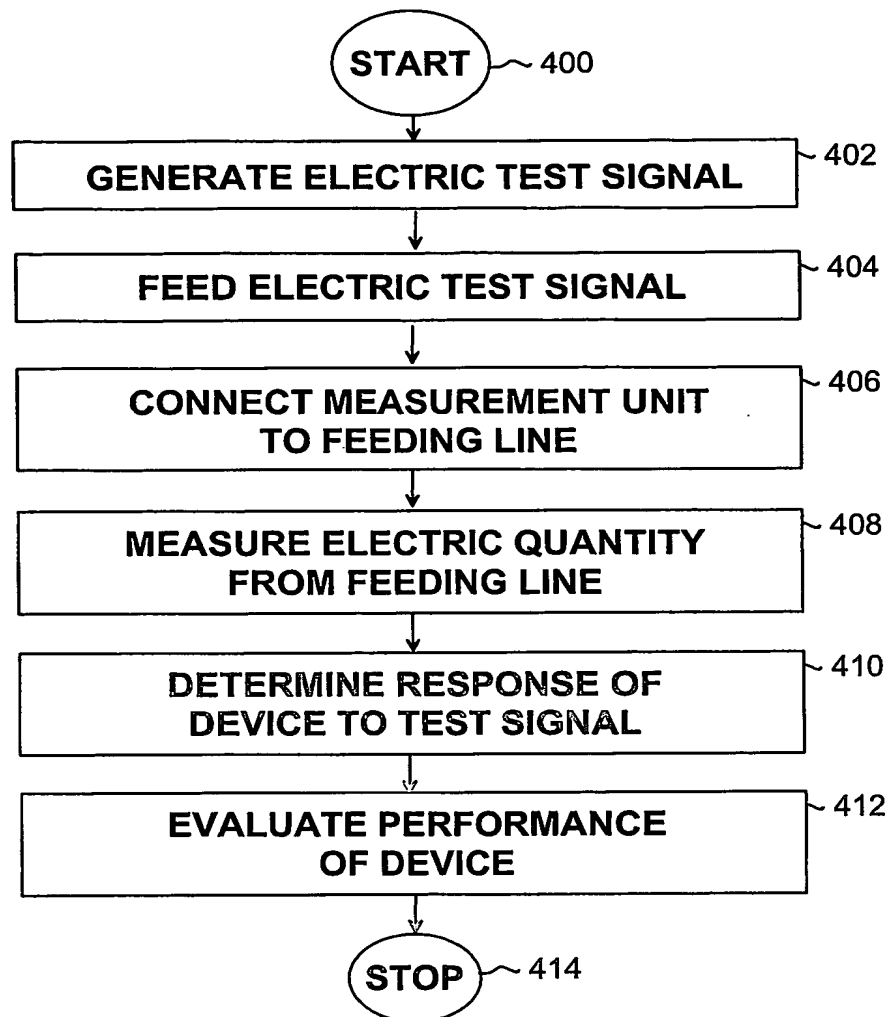 START
400
GENERATE ELECTRIC TEST SIGNAL
402
FEED ELECTRIC TEST SIGNAL
404
CONNECT MEASUREMENT UNIT
TO FEEDING LINE
406
MEASURE ELECTRIC QUANTITY
FROM FEEDING LINE
408
DETERMINE RESPONSE OF
DEVICE TO TEST SIGNAL
410
EVALUATE PERFORMANCE
OF DEVICE
412
STOP
414